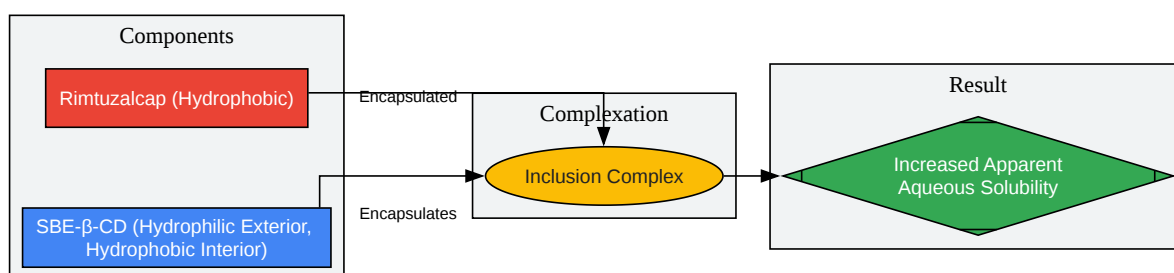 Components
Rimtuzalcap (Hydrophobic)
SBE-β-CD (Hydrophilic Exterior,
Hydrophobic Interior)
Encapsulated
Encapsulates
Complexation
Inclusion Complex
Result
Increased Apparent
Aqueous Solubility